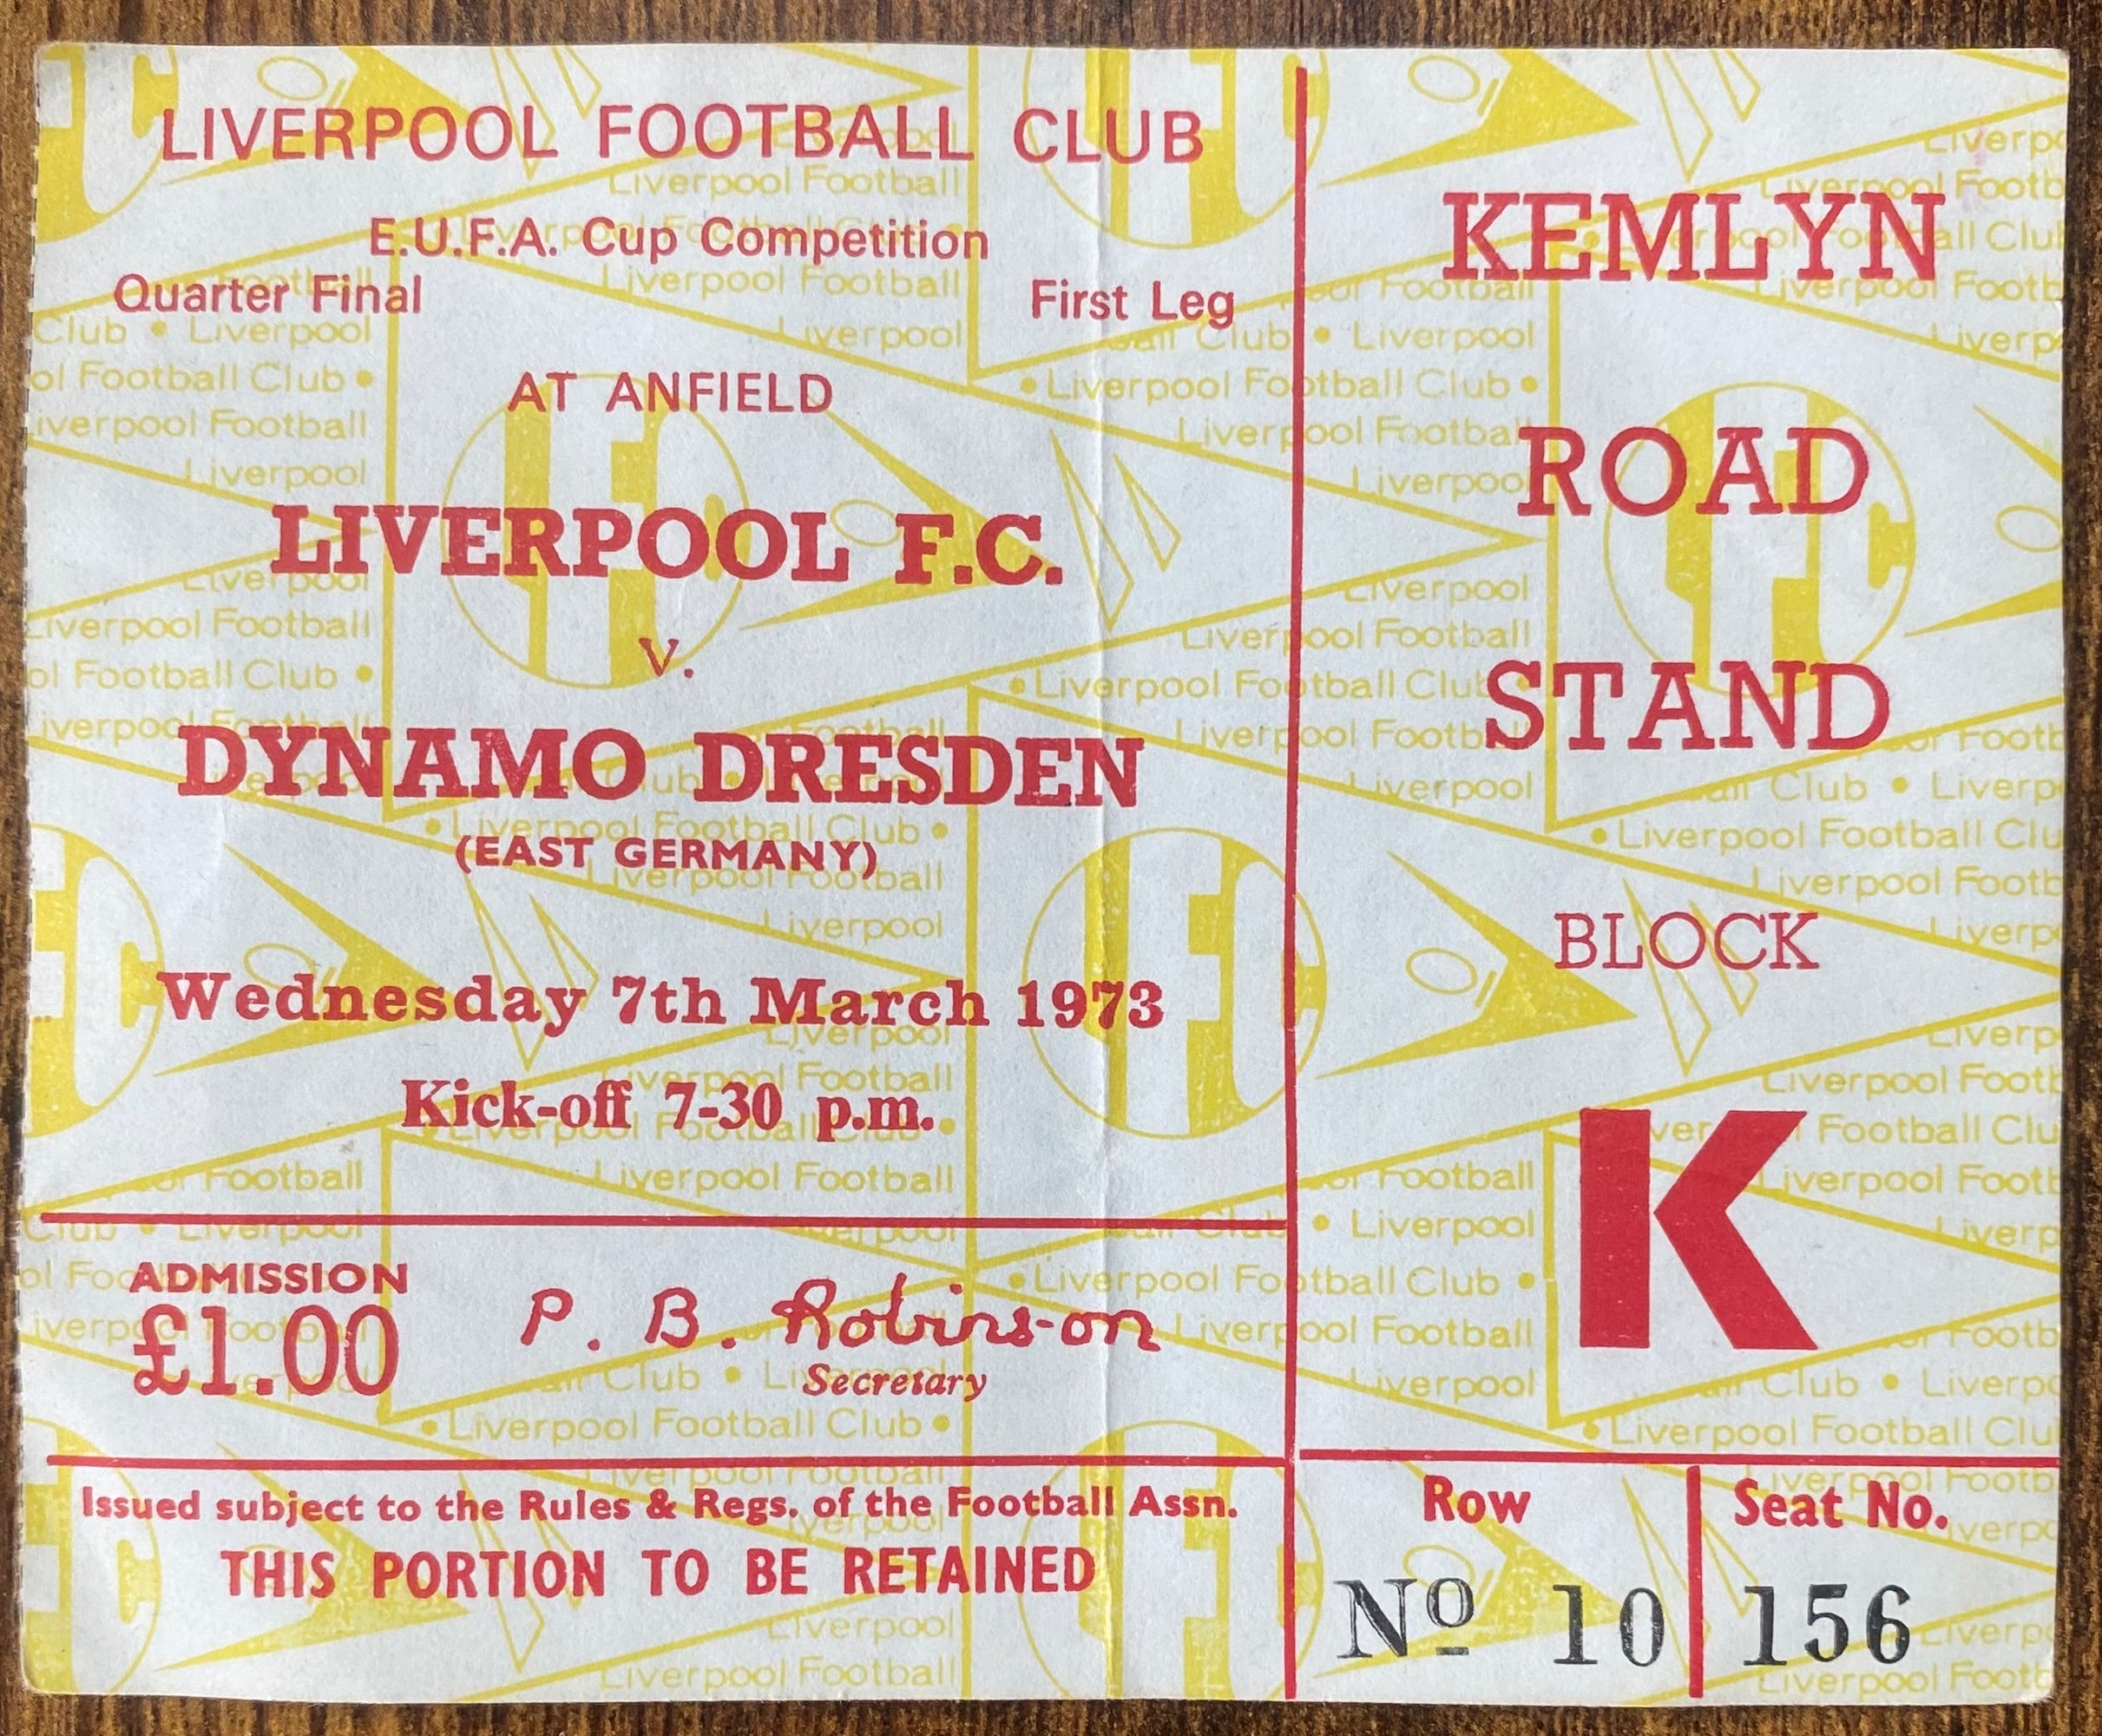 LIVERPOOL FOOTBALL CLUB
E.U.F.A. Cup Competition
Quarter Final First Leg
AT ANFIELD
LIVERPOOL F.C.
v.
DYNAMO DRESDEN
(EAST GERMANY)
Wednesday 7th March 1973
Kick-off 7-30 p.m.
ADMISSION
£1.00
P. B. Robinson
Secretary
Issued subject to the Rules & Regs. of the Football Assn.
THIS PORTION TO BE RETAINED
KEMLYN
ROAD
STAND
BLOCK
K
Row Seat No.
Nº 10 156